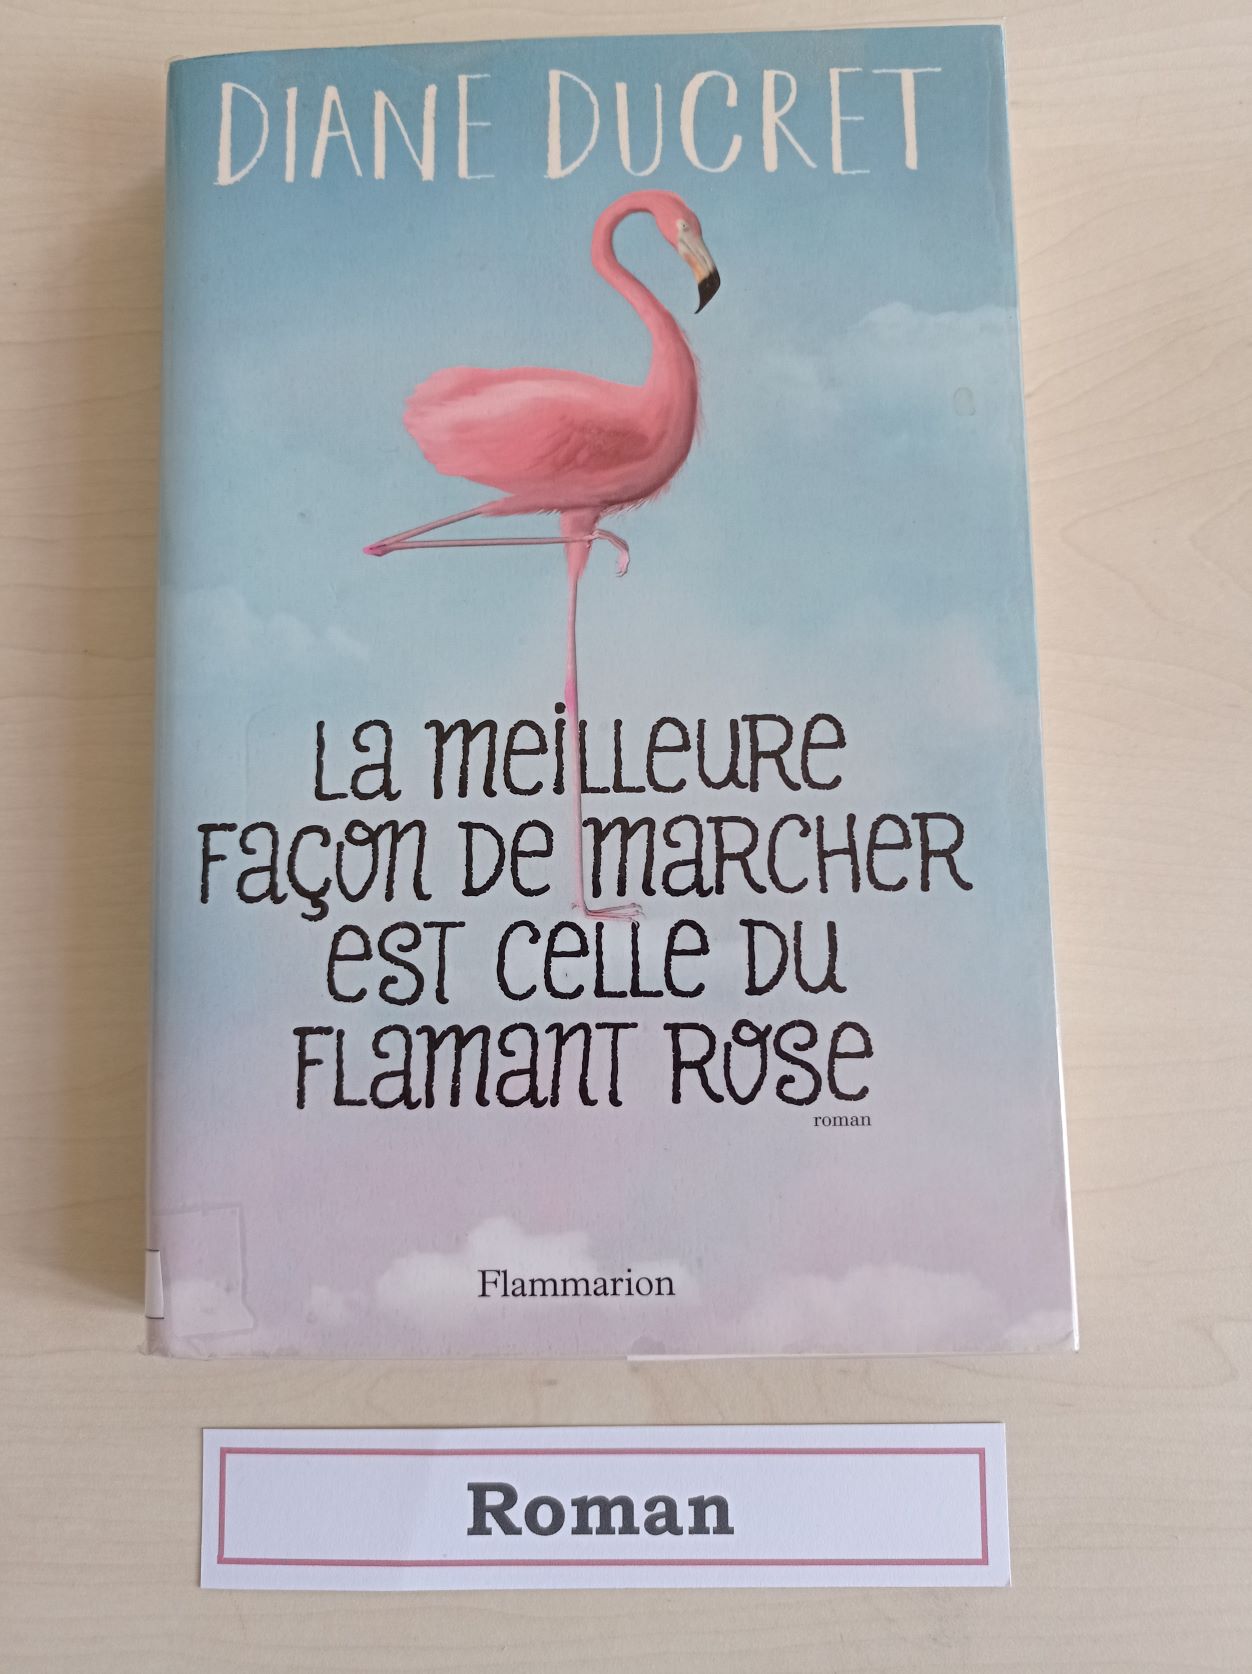 DIANE DUCRET
La meilleure
façon de marcher
est celle du
flamant rose
roman
Flammarion
Roman